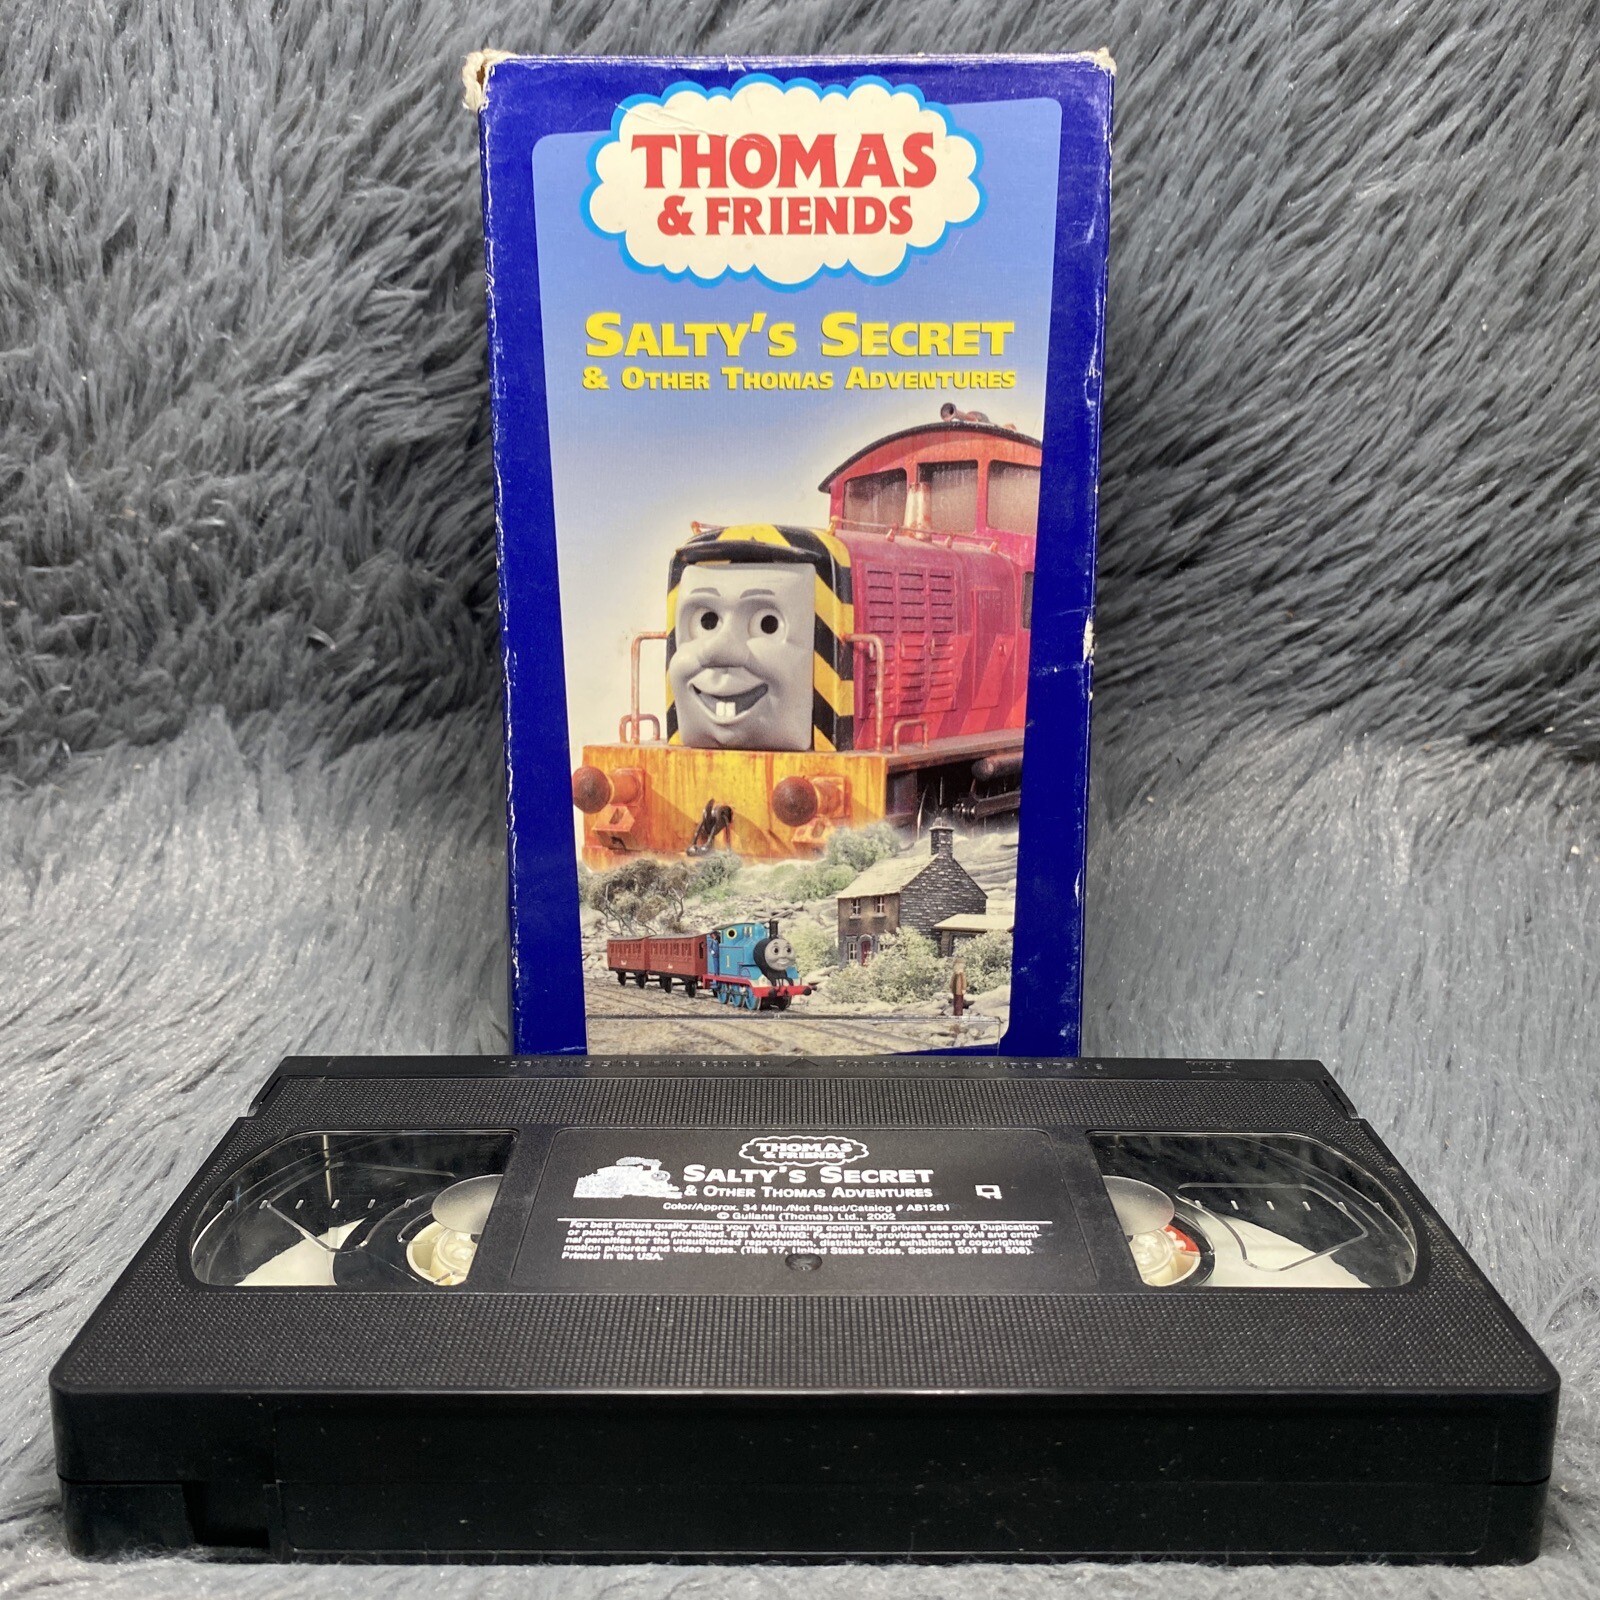 THOMAS
& FRIENDS
SALTY'S SECRET
& OTHER THOMAS ADVENTURES
THOMAS
& FRIENDS
SALTY'S SECRET
& OTHER THOMAS ADVENTURES
Color/Approx. 34 Min./Not Rated/Catalog # AB1281
© Gullane (Thomas) Ltd., 2002
For best picture quality adjust your VCR tracking control. For private use only. Duplication
or public exhibition prohibited. FBI WARNING: Federal law provides severe civil and crimi-
nal penalties for the unauthorized reproduction, distribution or exhibition of copyrighted
motion pictures and video tapes. (Title 17, United States Codes, Sections 501 and 506).
Printed in the USA.